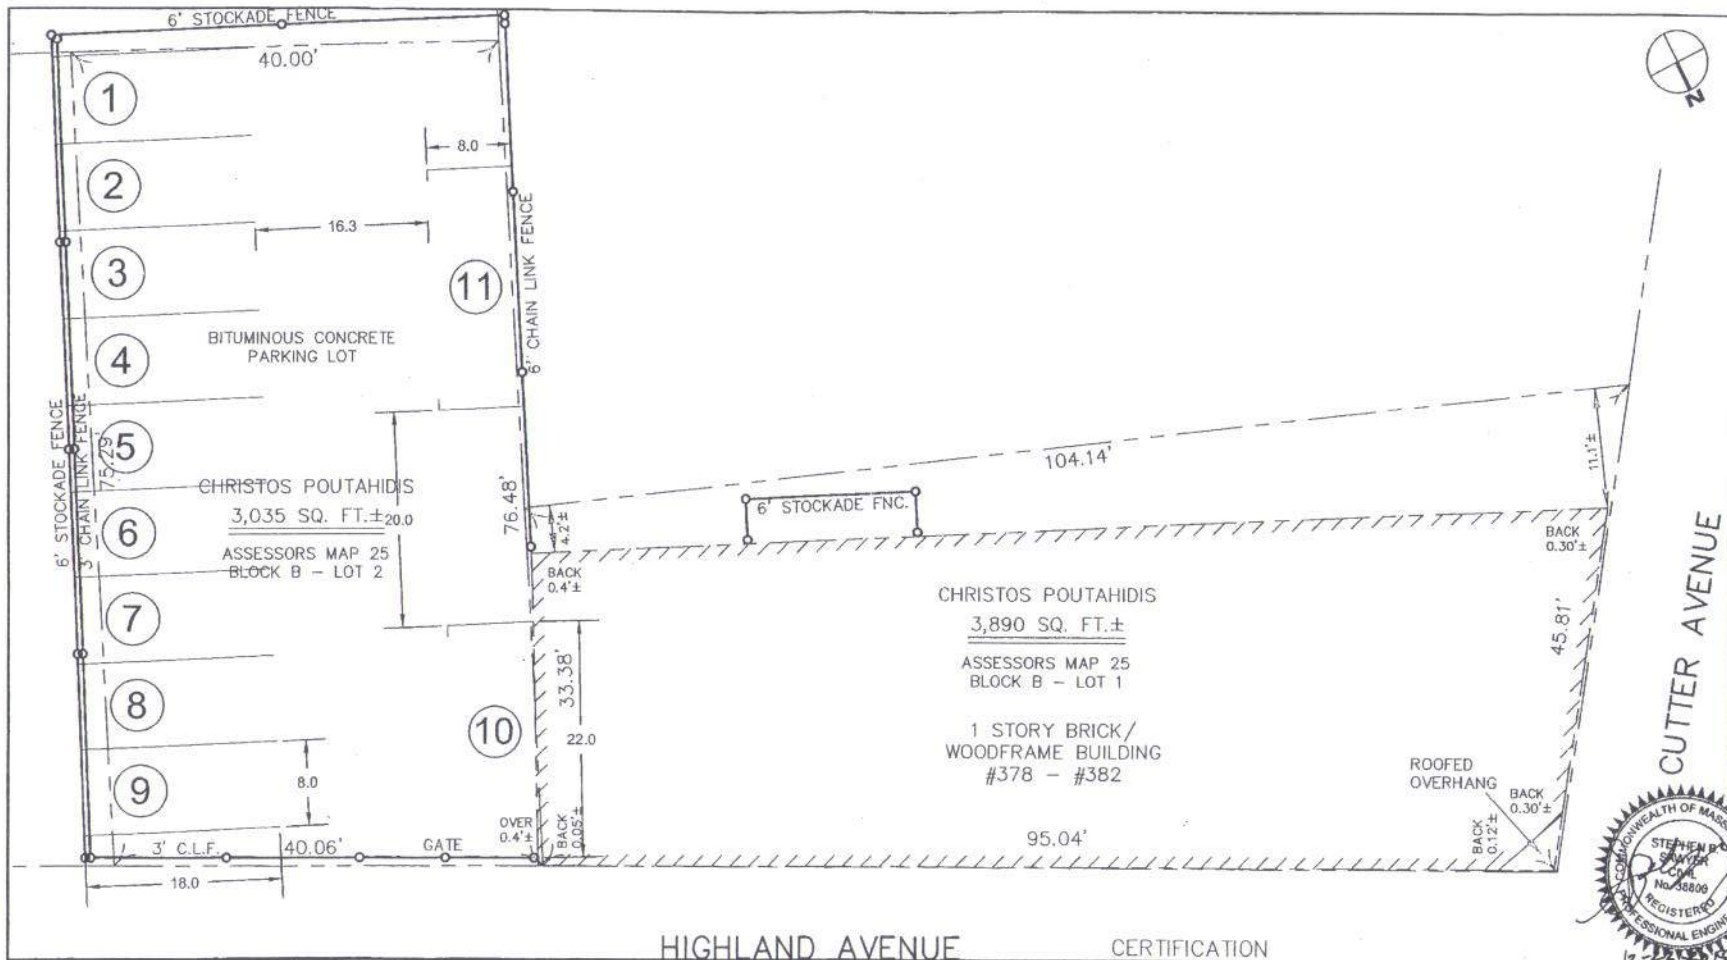 6' STOCKADE FENCE
40.00'
N
1
2
3
4
5
6
7
8
9
10
11
8.0
16.3
6' CHAIN LINK FENCE
BITUMINOUS CONCRETE
PARKING LOT
6' STOCKADE FENCE
3' CHAIN LINK FENCE
75.29'
CHRISTOS POUTAHIDIS
3,035 SQ. FT.±
20.0
ASSESSORS MAP 25
BLOCK B - LOT 2
76.48'
4.2'±
104.14'
11.1'±
6' STOCKADE FNC.
BACK
0.4'±
BACK
0.30'±
CHRISTOS POUTAHIDIS
3,890 SQ. FT.±
ASSESSORS MAP 25
BLOCK B - LOT 1
1 STORY BRICK/
WOODFRAME BUILDING
#378 - #382
45.81'
CUTTER AVENUE
33.38'
22.0
8.0
ROOFED
OVERHANG
BACK
0.30'±
BACK
0.12'±
OVER
0.4'±
BACK
0.05'±
95.04'
3' C.L.F.
40.06'
GATE
18.0
HIGHLAND AVENUE
CERTIFICATION
COMMONWEALTH OF MASS
STEPHEN B.
SAWYER
CIVIL
No. 38809
REGISTERED
PROFESSIONAL ENGINE